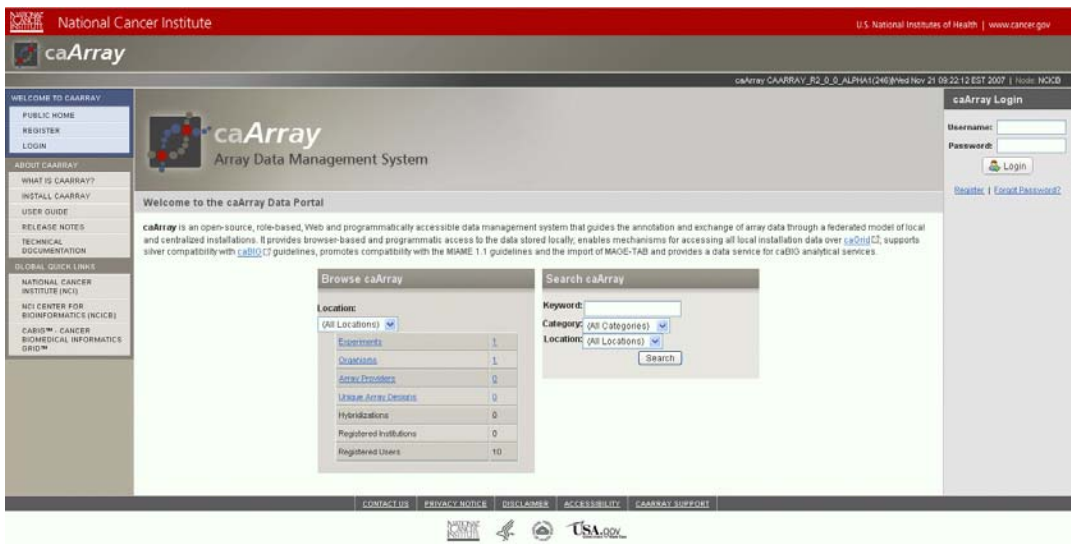 NATIONAL CANCER INSTITUTE
National Cancer Institute
U.S. National Institutes of Health | www.cancer.gov
caArray
caArray CAARRAY_R2_0_0_ALPHA1(246) Wed Nov 21 09:22:12 EST 2007 | Node: NCICB
WELCOME TO CAARRAY
PUBLIC HOME
REGISTER
LOGIN
ABOUT CAARRAY
WHAT IS CAARRAY?
INSTALL CAARRAY
USER GUIDE
RELEASE NOTES
TECHNICAL
DOCUMENTATION
GLOBAL QUICK LINKS
NATIONAL CANCER
INSTITUTE (NCI)
NCI CENTER FOR
BIOINFORMATICS (NCICB)
CABIG™ - CANCER
BIOMEDICAL INFORMATICS
GRID™
caArray
Array Data Management System
Welcome to the caArray Data Portal
caArray is an open-source, role-based, Web and programmatically accessible data management system that guides the annotation and exchange of array data through a federated model of local
and centralized installations. It provides browser-based and programmatic access to the data stored locally; enables mechanisms for accessing all local installation data over caGrid; supports
silver compatibility with caBIG guidelines, promotes compatibility with the MIAME 1.1 guidelines and the import of MAGE-TAB and provides a data service for caBIG analytical services.
Browse caArray
Location:
(All Locations)
Experiments 1
Organisms 1
Array Providers 0
Unique Array Designs 0
Hybridizations 0
Registered Institutions 0
Registered Users 10
Search caArray
Keyword:
Category: (All Categories)
Location: (All Locations)
Search
caArray Login
Username:
Password:
Login
Register | Forgot Password?
CONTACT US PRIVACY NOTICE DISCLAIMER ACCESSIBILITY CAARRAY SUPPORT
NATIONAL CANCER INSTITUTE
USA.gov